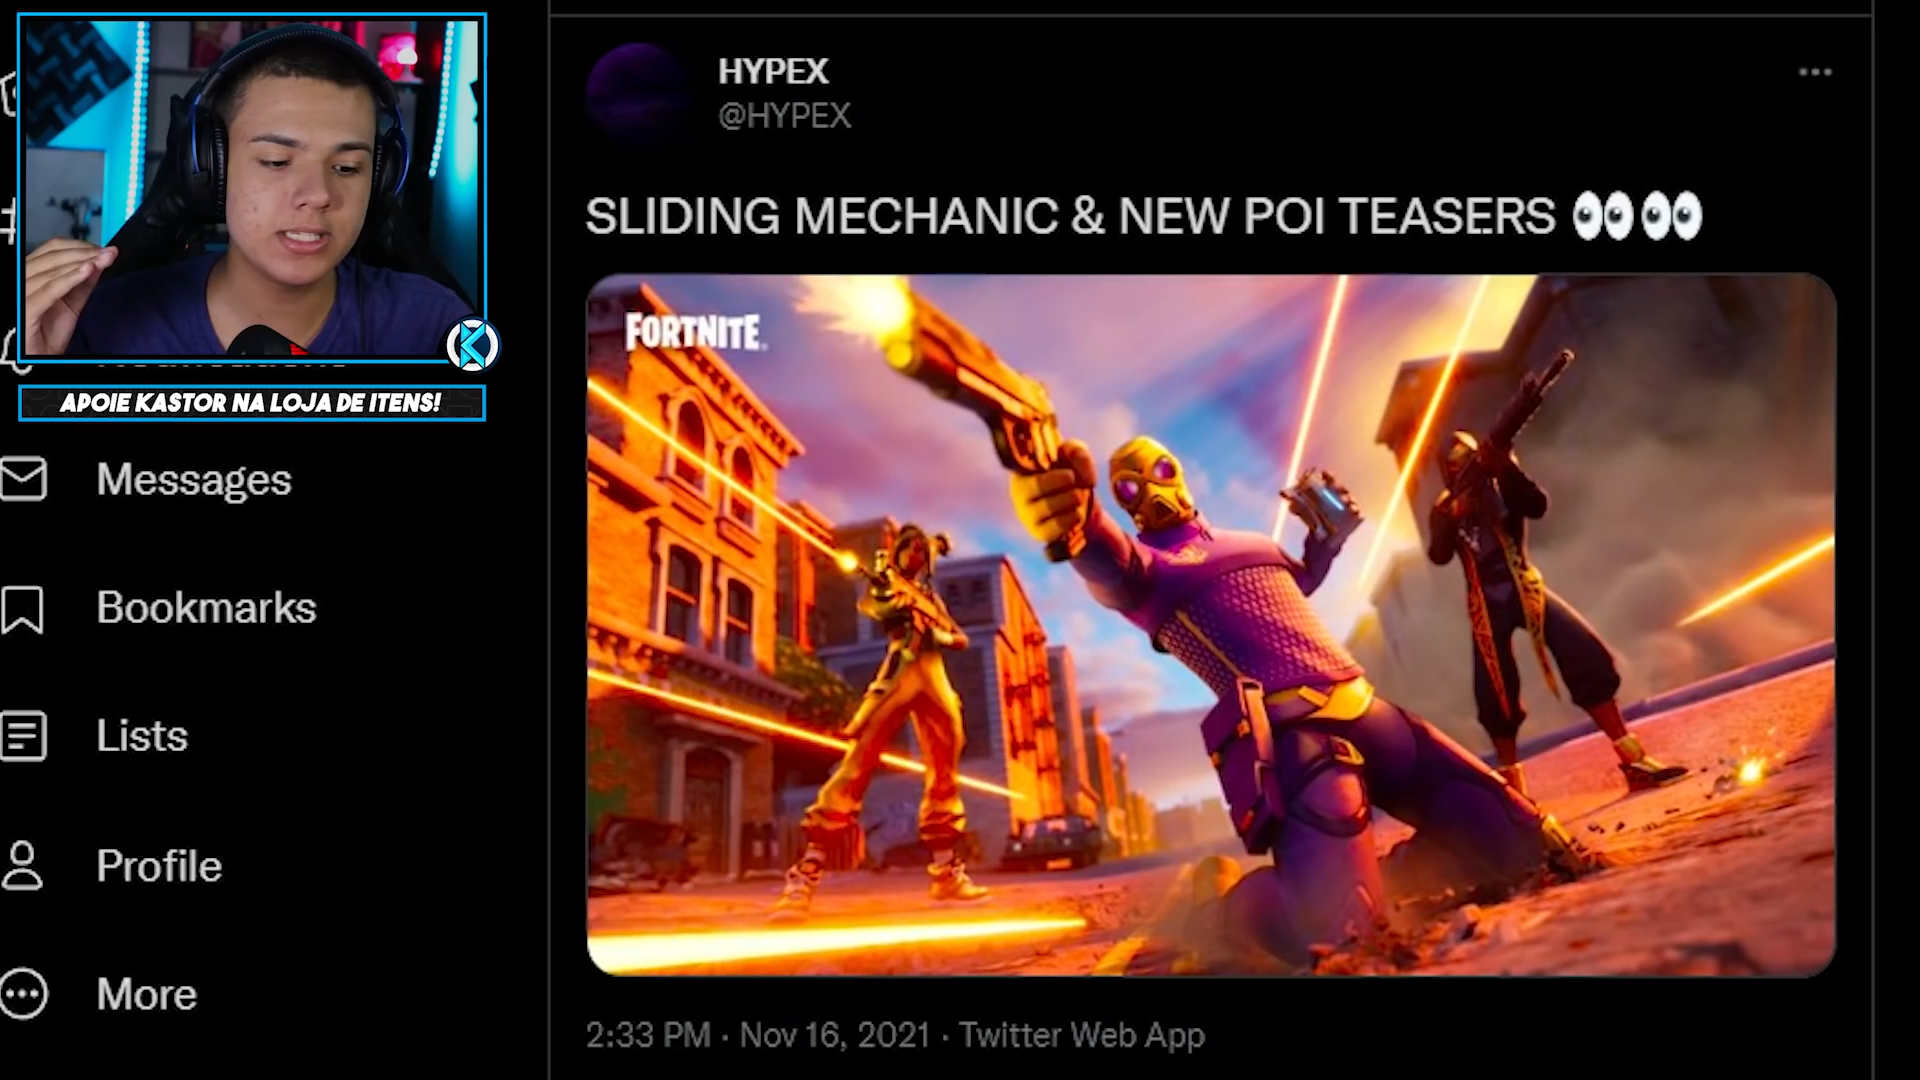 HYPEX
@HYPEX
SLIDING MECHANIC & NEW POI TEASERS 👀👀
FORTNITE
APOIE KASTOR NA LOJA DE ITENS!
Messages
Bookmarks
Lists
Profile
More
2:33 PM · Nov 16, 2021 · Twitter Web App